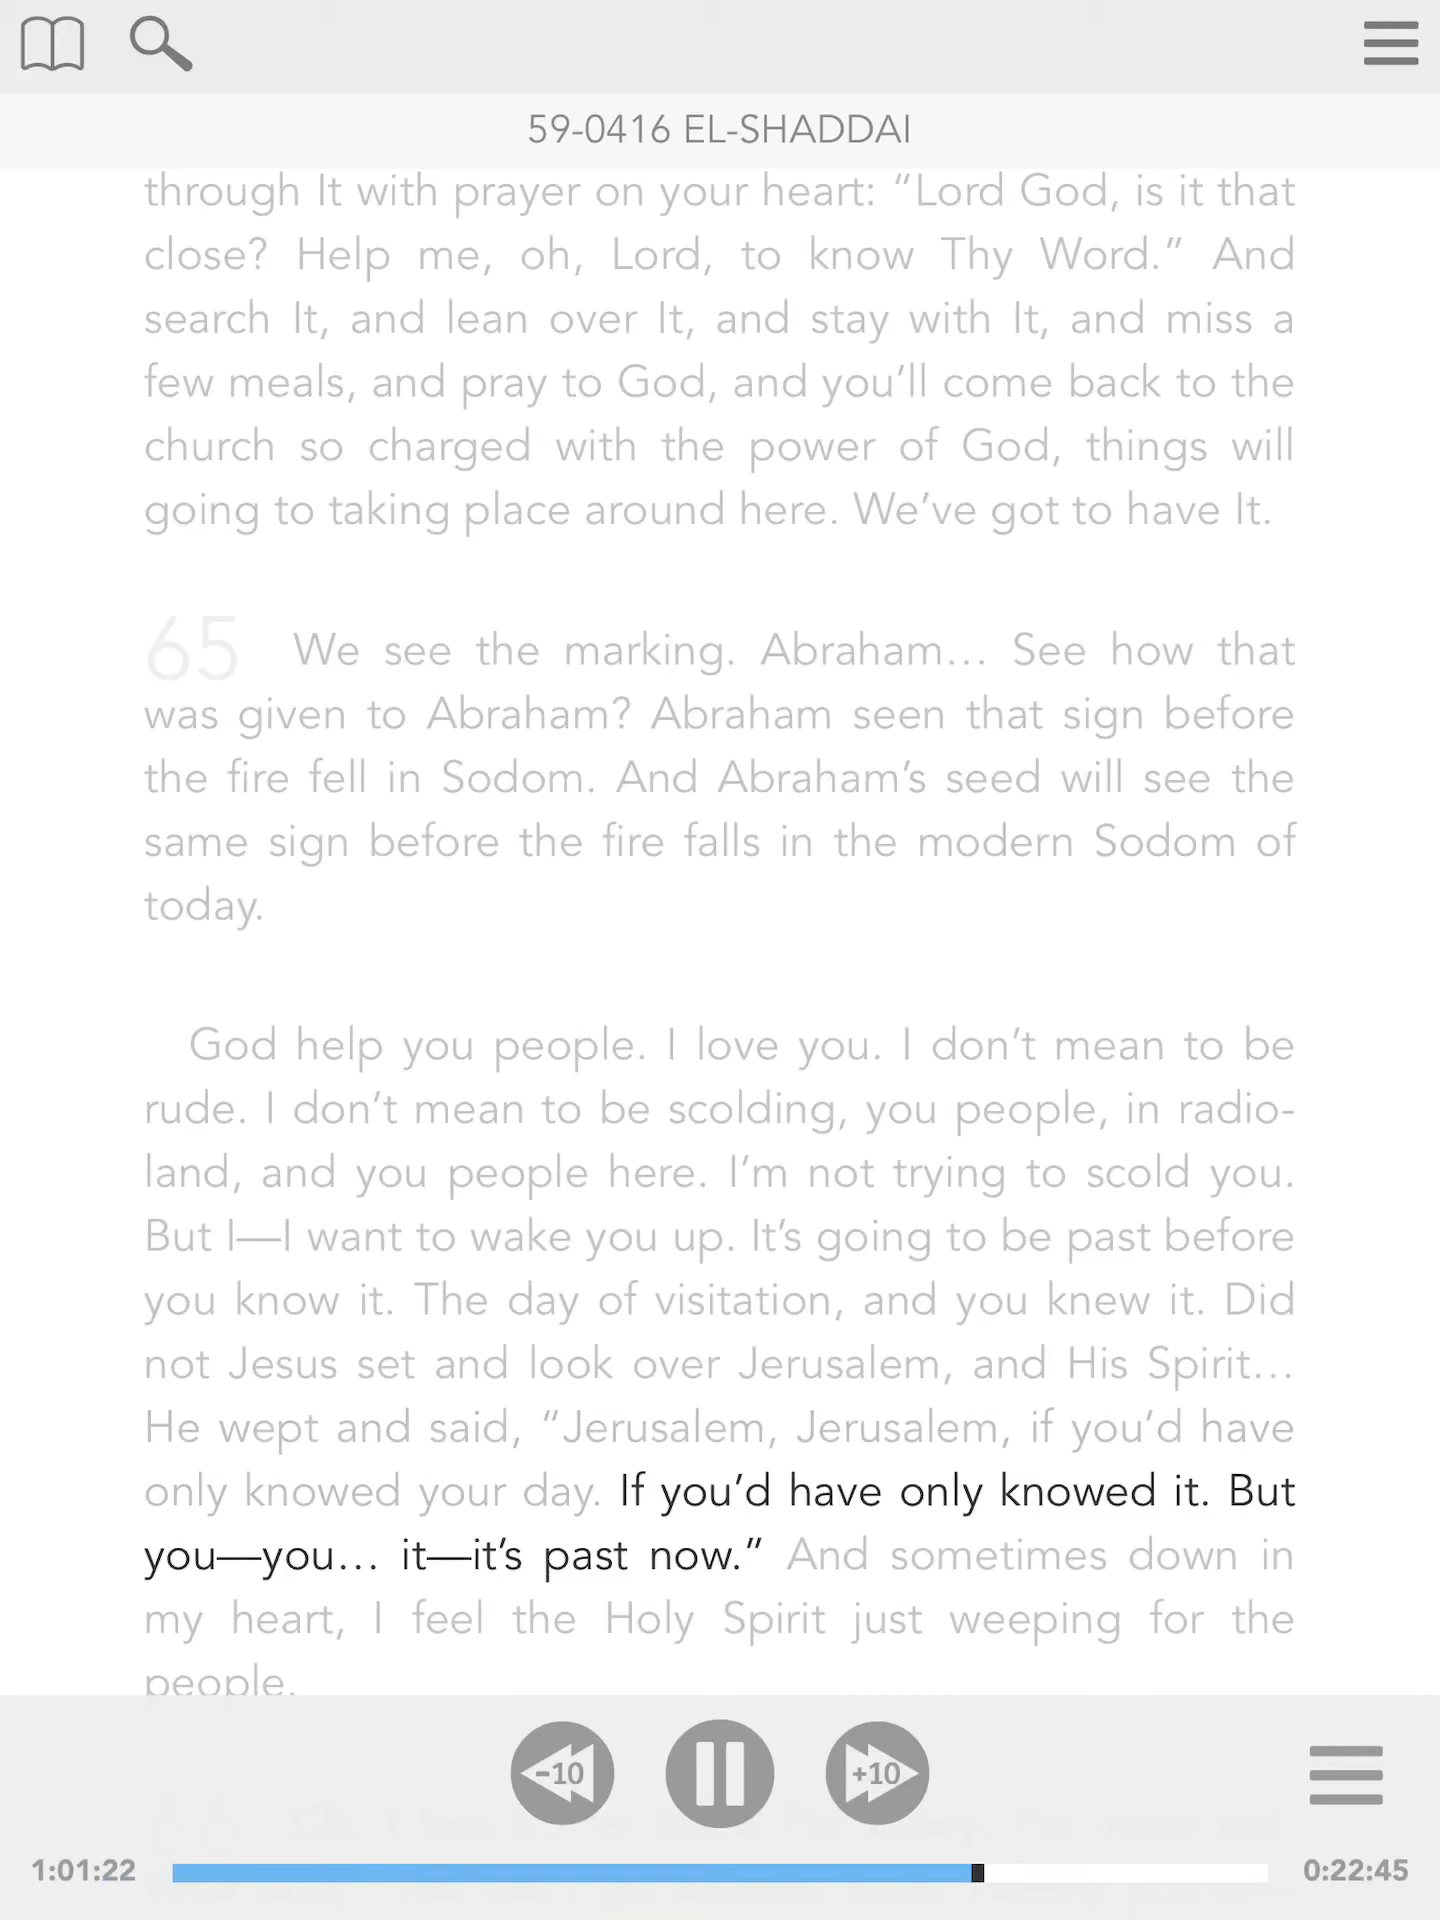 59-0416 EL-SHADDAI
through It with prayer on your heart: “Lord God, is it that
close? Help me, oh, Lord, to know Thy Word.” And
search It, and lean over It, and stay with It, and miss a
few meals, and pray to God, and you’ll come back to the
church so charged with the power of God, things will
going to taking place around here. We’ve got to have It.
65 We see the marking. Abraham… See how that
was given to Abraham? Abraham seen that sign before
the fire fell in Sodom. And Abraham’s seed will see the
same sign before the fire falls in the modern Sodom of
today.
God help you people. I love you. I don’t mean to be
rude. I don’t mean to be scolding, you people, in radio-
land, and you people here. I’m not trying to scold you.
But I—I want to wake you up. It’s going to be past before
you know it. The day of visitation, and you knew it. Did
not Jesus set and look over Jerusalem, and His Spirit…
He wept and said, “Jerusalem, Jerusalem, if you’d have
only knowed your day. If you’d have only knowed it. But
you—you… it—it’s past now.” And sometimes down in
my heart, I feel the Holy Spirit just weeping for the
people.
-10 +10
1:01:22 0:22:45